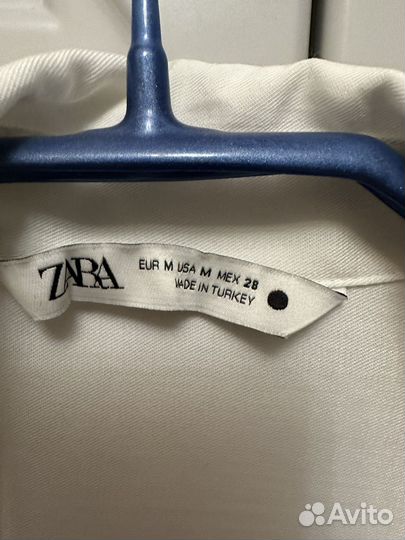 ZARA
EUR M USA M MEX 28
MADE IN TURKEY
Avito